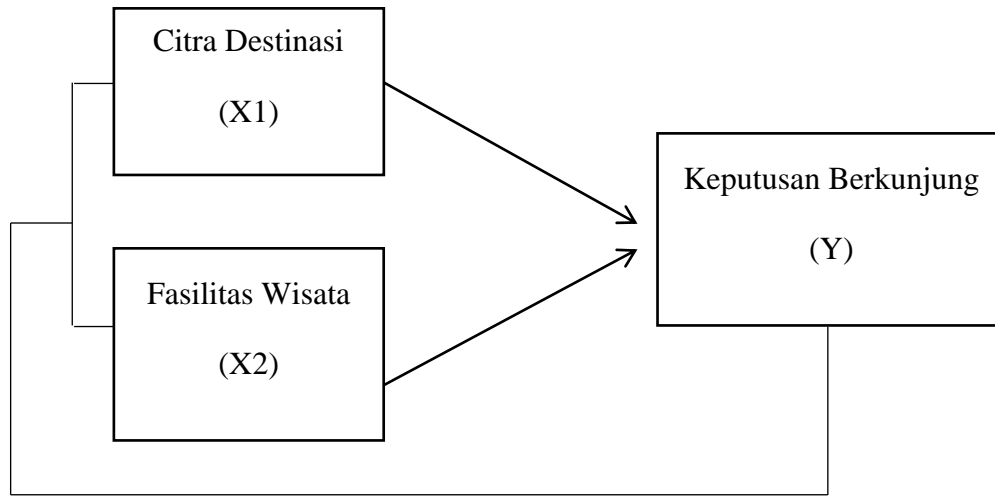 Citra Destinasi
(X1)
Fasilitas Wisata
(X2)
Keputusan Berkunjung
(Y)